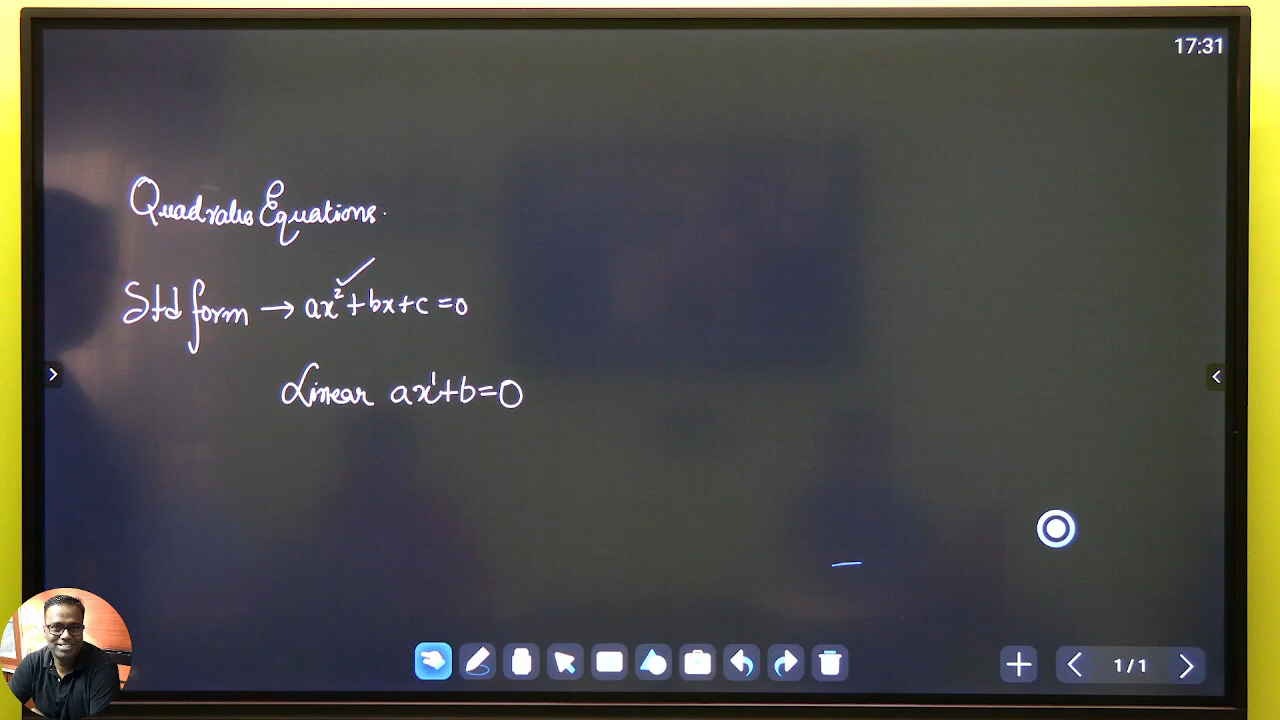 17:31
Quadratic Equations.
Std form → ax²+bx+c=0
Linear ax¹+b=0
1/1